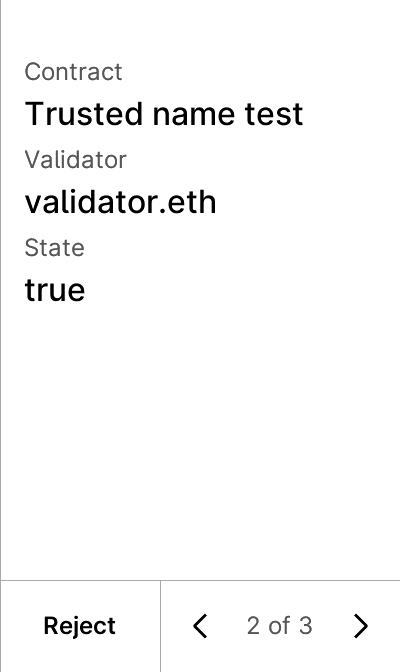 Contract
Trusted name test
Validator
validator.eth
State
true
Reject
2 of 3